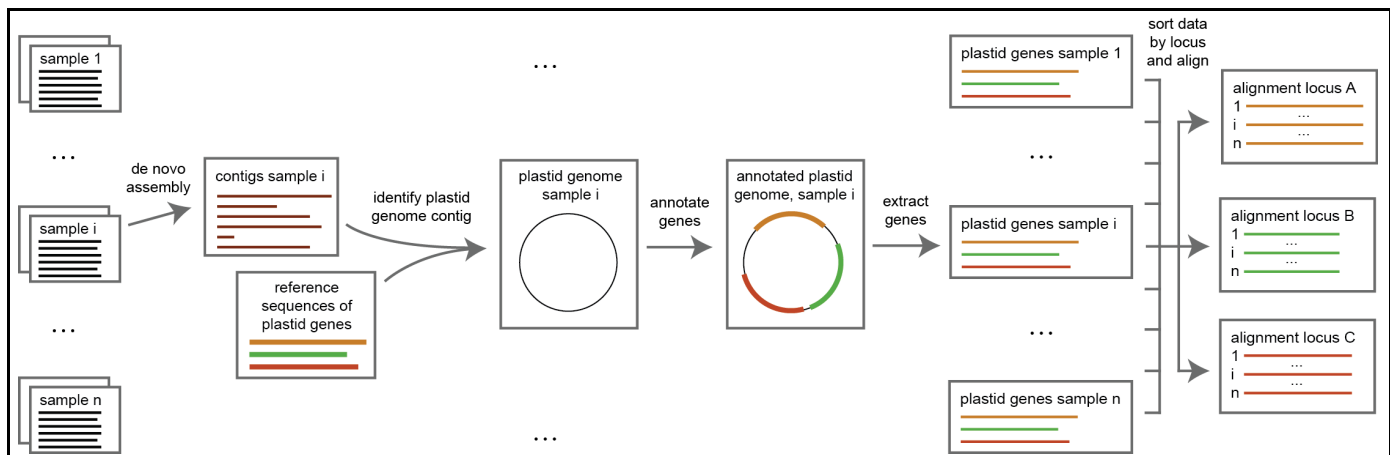 sample 1
...
sample i
...
sample n
de novo
assembly
contigs sample i
reference
sequences of
plastid genes
identify plastid
genome contig
...
plastid genome
sample i
...
annotate
genes
annotated plastid
genome, sample i
extract
genes
plastid genes sample 1
...
plastid genes sample i
...
plastid genes sample n
sort data
by locus
and align
alignment locus A
1
...
i
...
n
alignment locus B
1
...
i
...
n
alignment locus C
1
...
i
...
n